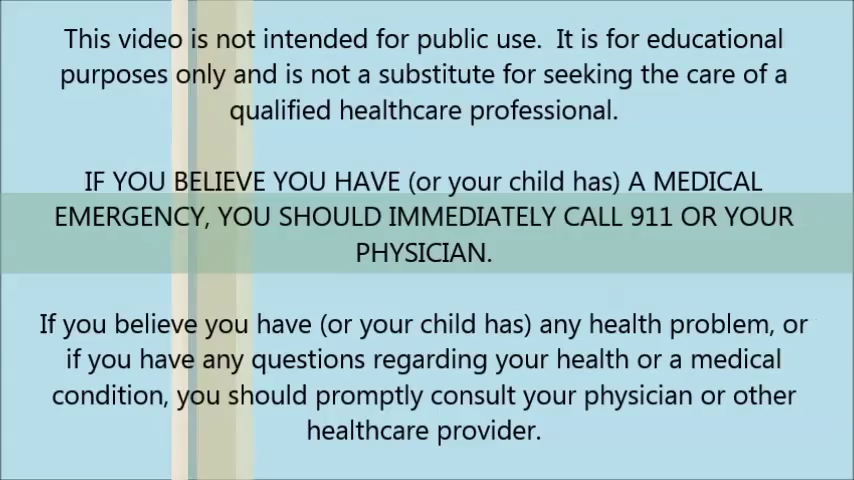 This video is not intended for public use.  It is for educational
purposes only and is not a substitute for seeking the care of a
qualified healthcare professional.
IF YOU BELIEVE YOU HAVE (or your child has) A MEDICAL
EMERGENCY, YOU SHOULD IMMEDIATELY CALL 911 OR YOUR
PHYSICIAN.
If you believe you have (or your child has) any health problem, or
if you have any questions regarding your health or a medical
condition, you should promptly consult your physician or other
healthcare provider.